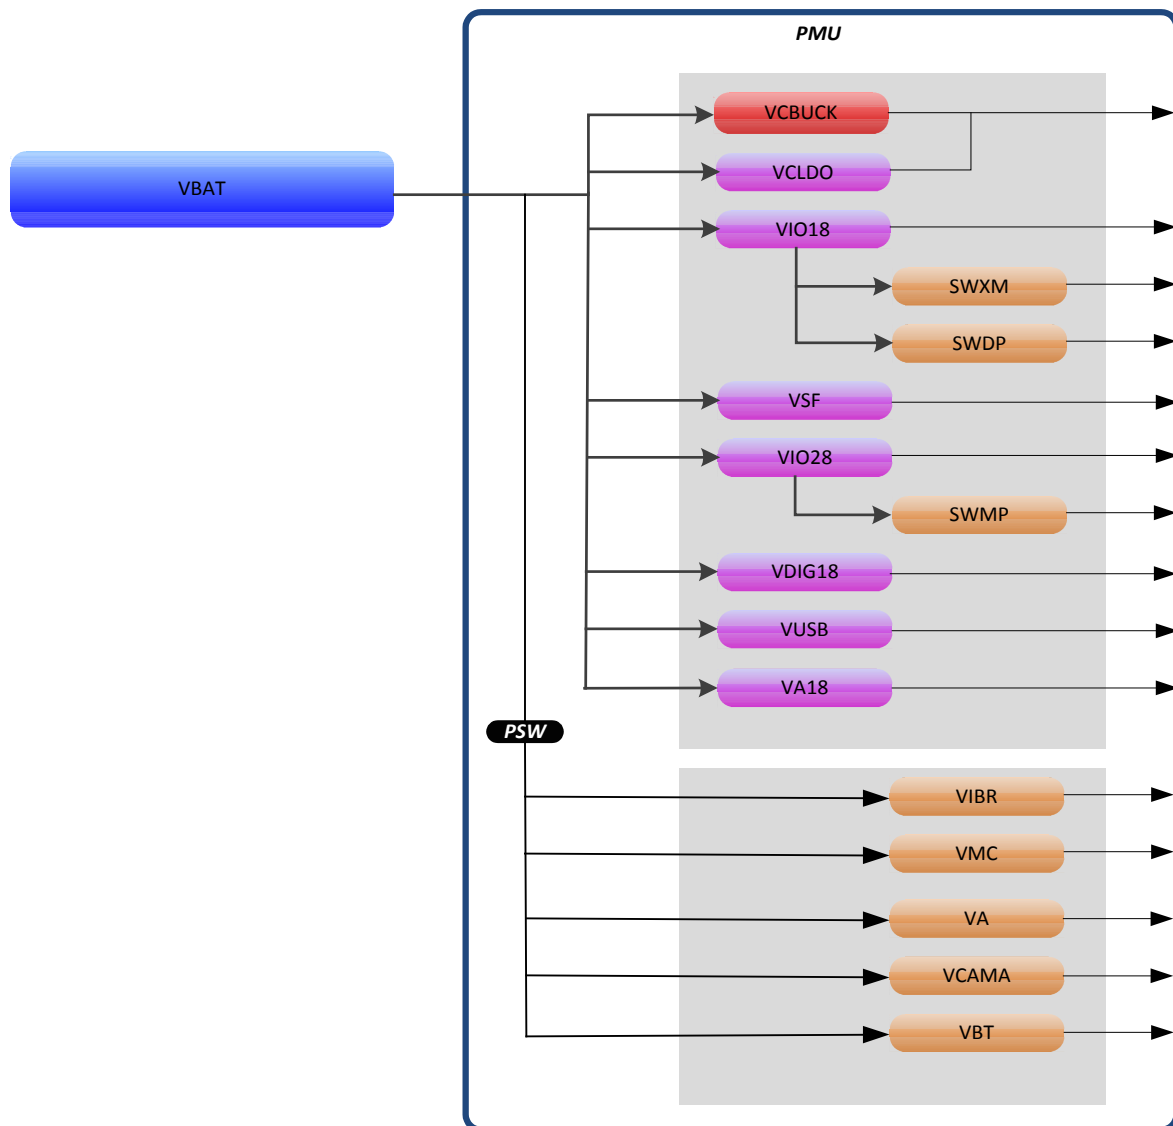 PMU
VBAT
VCBUCK
VCLDO
VIO18
SWXM
SWDP
VSF
VIO28
SWMP
VDIG18
VUSB
VA18
PSW
VIBR
VMC
VA
VCAMA
VBT